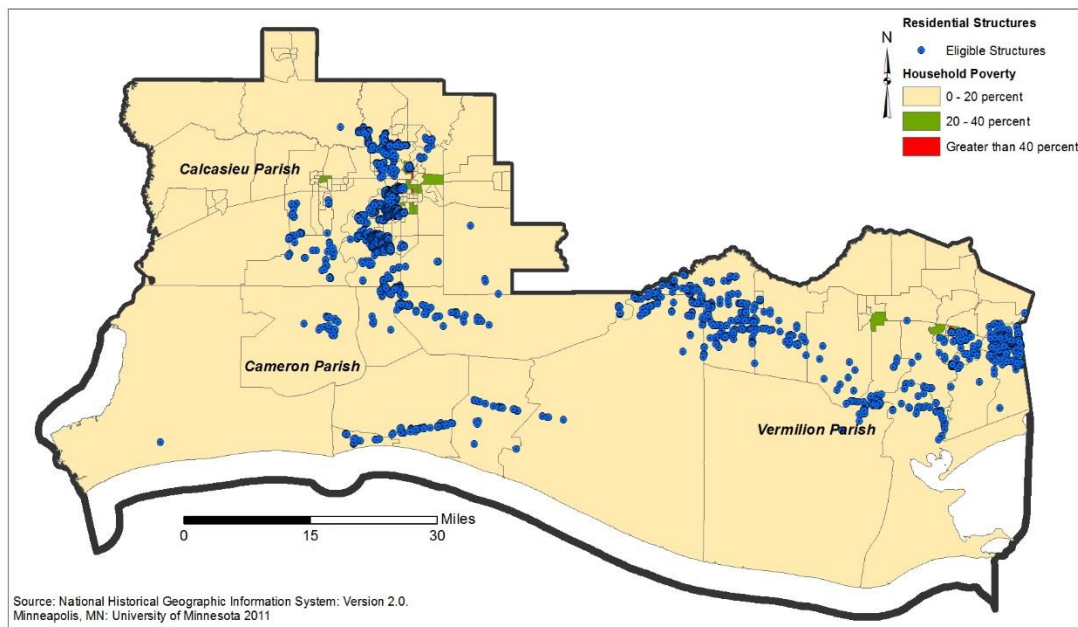 Residential Structures
N
Eligible Structures
Household Poverty
0 - 20 percent
20 - 40 percent
Greater than 40 percent
Calcasieu Parish
Cameron Parish
Vermilion Parish
Miles
0 15 30
Source: National Historical Geographic Information System: Version 2.0.
Minneapolis, MN: University of Minnesota 2011